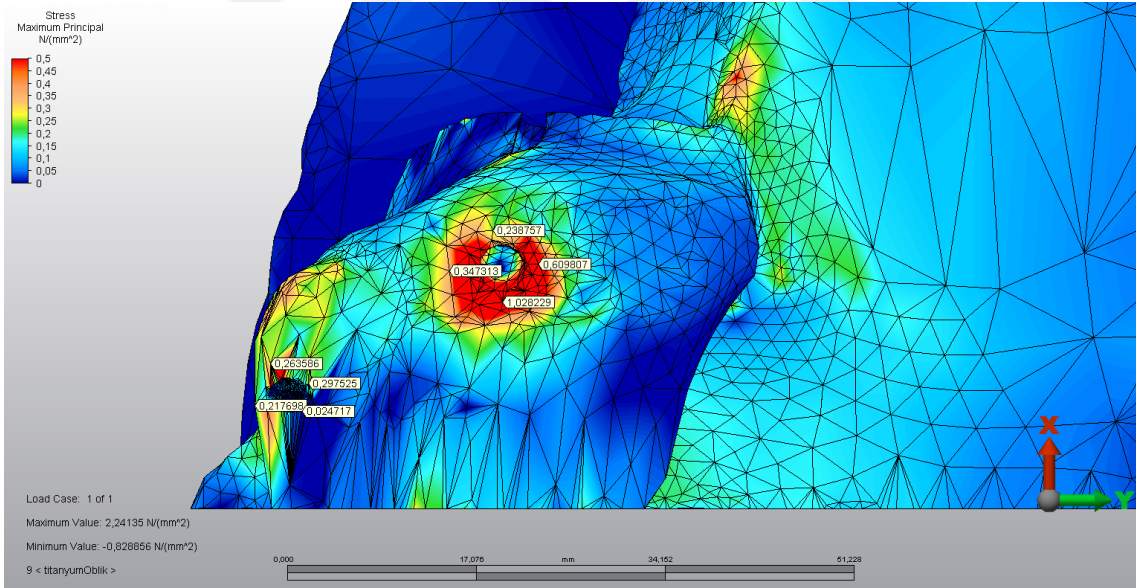 Stress
Maximum Principal
N/(mm^2)
0,5
0,45
0,4
0,35
0,3
0,25
0,2
0,15
0,1
0,05
0
0,238757
0,347313
0,609807
1,028229
0,263586
0,297525
0,217698
0,024717
X
Y
Load Case: 1 of 1
Maximum Value: 2,24135 N/(mm^2)
Minimum Value: -0,828856 N/(mm^2)
9 < titanyumOblik >
0,000 17,076 mm 34,152 51,228